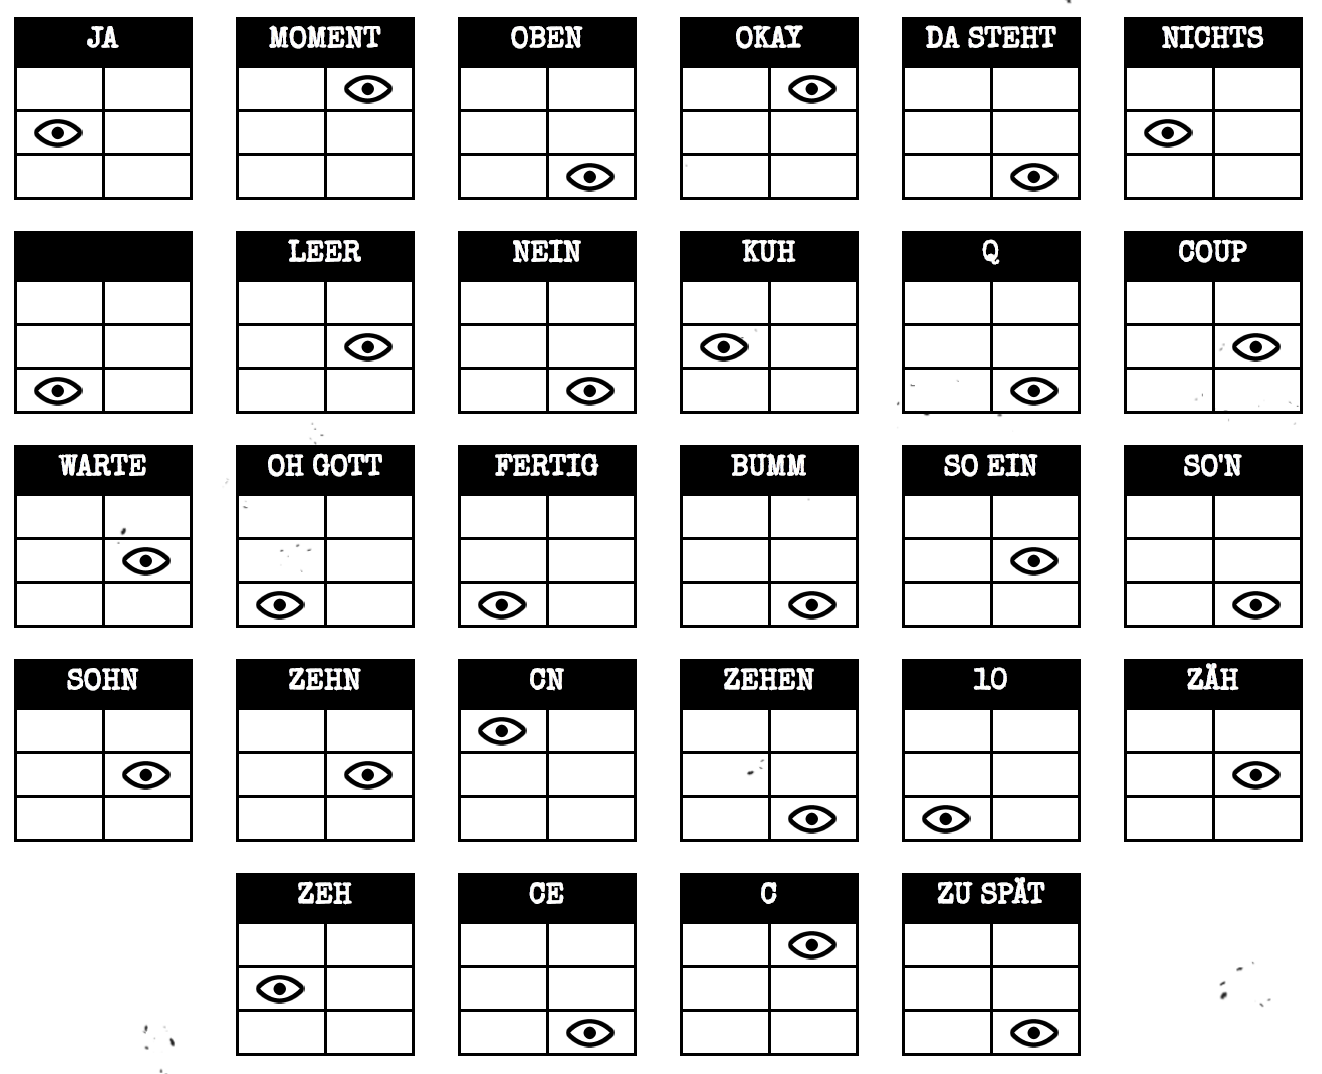 JA MOMENT OBEN OKAY DA STEHT NICHTS
LEER NEIN KUH Q COUP
WARTE OH GOTT FERTIG BUMM SO EIN SO'N
SOHN ZEHN CN ZEHEN 10 ZÄH
ZEH CE C ZU SPÄT